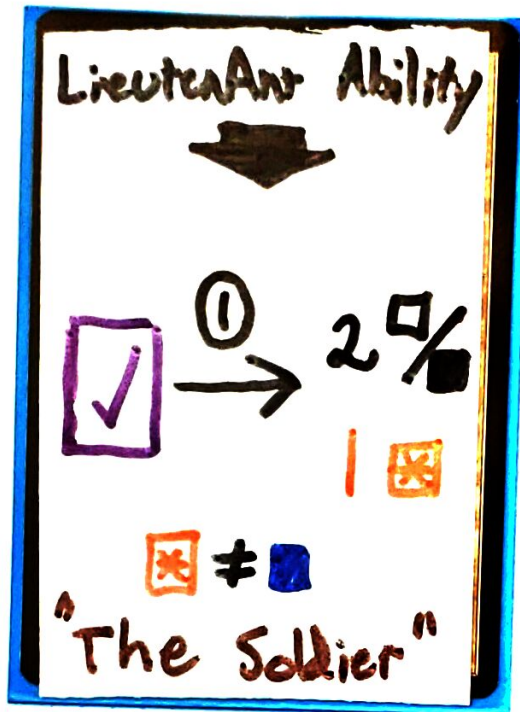 LieutenAnt Ability
1
2 /
1 *
* ≠
"The Soldier"